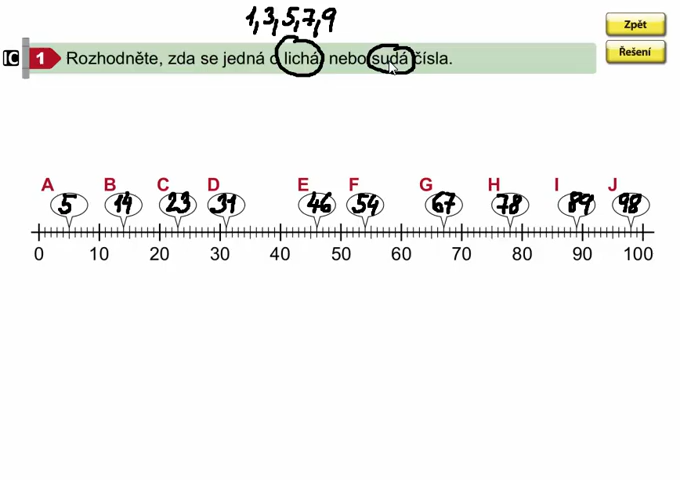 1,3,5,7,9
Zpět
1 Rozhodněte, zda se jedná o lichá nebo sudá čísla.
Řešení
A B C D E F G H I J
5 14 23 31 46 54 67 78 89 98
0 10 20 30 40 50 60 70 80 90 100